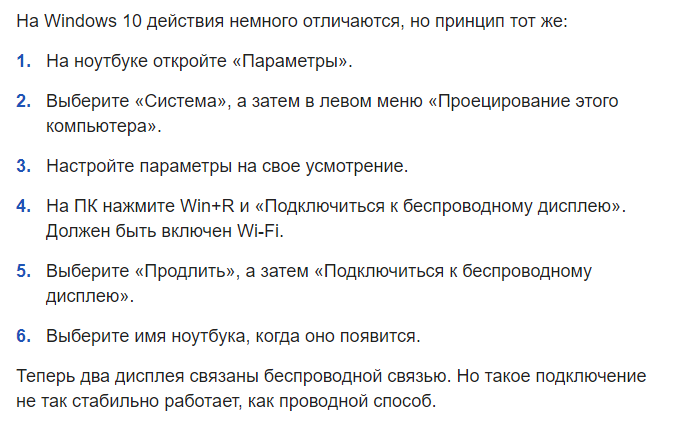 На Windows 10 действия немного отличаются, но принцип тот же:
1. На ноутбуке откройте «Параметры».
2. Выберите «Система», а затем в левом меню «Проецирование этого
компьютера».
3. Настройте параметры на свое усмотрение.
4. На ПК нажмите Win+R и «Подключиться к беспроводному дисплею».
Должен быть включен Wi-Fi.
5. Выберите «Продлить», а затем «Подключиться к беспроводному
дисплею».
6. Выберите имя ноутбука, когда оно появится.
Теперь два дисплея связаны беспроводной связью. Но такое подключение
не так стабильно работает, как проводной способ.